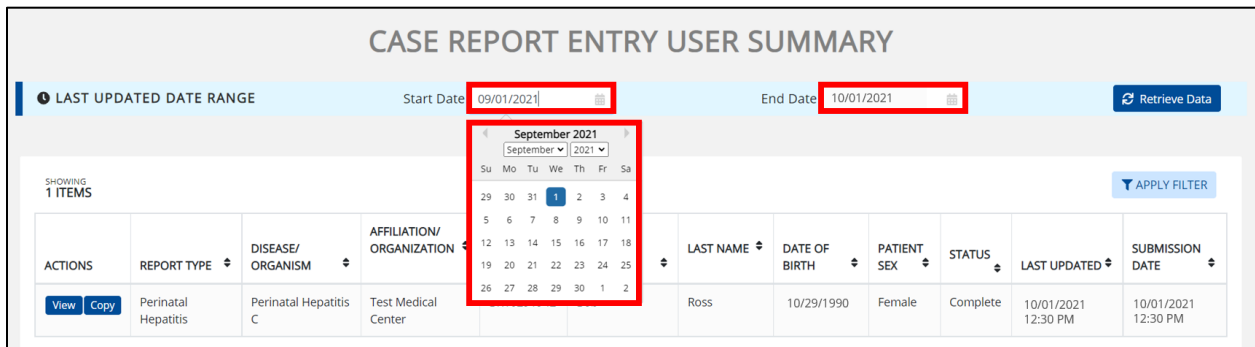 CASE REPORT ENTRY USER SUMMARY
LAST UPDATED DATE RANGE Start Date 09/01/2021 End Date 10/01/2021 Retrieve Data
September 2021
September 2021
Su Mo Tu We Th Fr Sa
29 30 31 1 2 3 4
5 6 7 8 9 10 11
12 13 14 15 16 17 18
19 20 21 22 23 24 25
26 27 28 29 30 1 2
SHOWING
1 ITEMS
APPLY FILTER
ACTIONS REPORT TYPE DISEASE/ ORGANISM AFFILIATION/ ORGANIZATION LAST NAME DATE OF BIRTH PATIENT SEX STATUS LAST UPDATED SUBMISSION DATE
View Copy Perinatal Hepatitis Perinatal Hepatitis C Test Medical Center Ross 10/29/1990 Female Complete 10/01/2021 12:30 PM 10/01/2021 12:30 PM